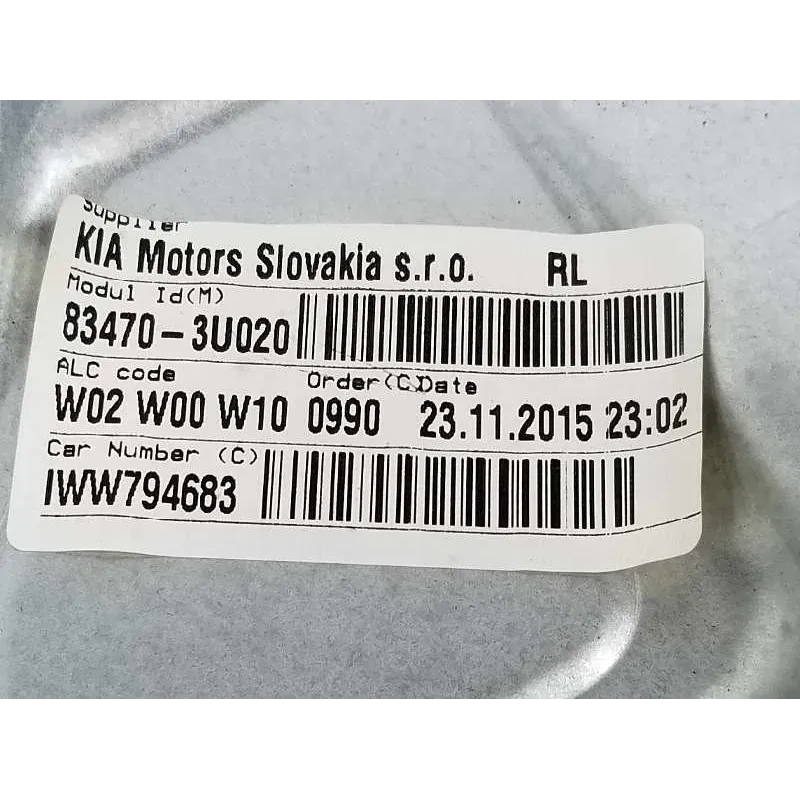 Supplier
KIA Motors Slovakia s.r.o. RL
Modul Id(M)
83470-3U020
ALC code Order(C)Date
W02 W00 W10 0990 23.11.2015 23:02
Car Number (C)
IWW794683